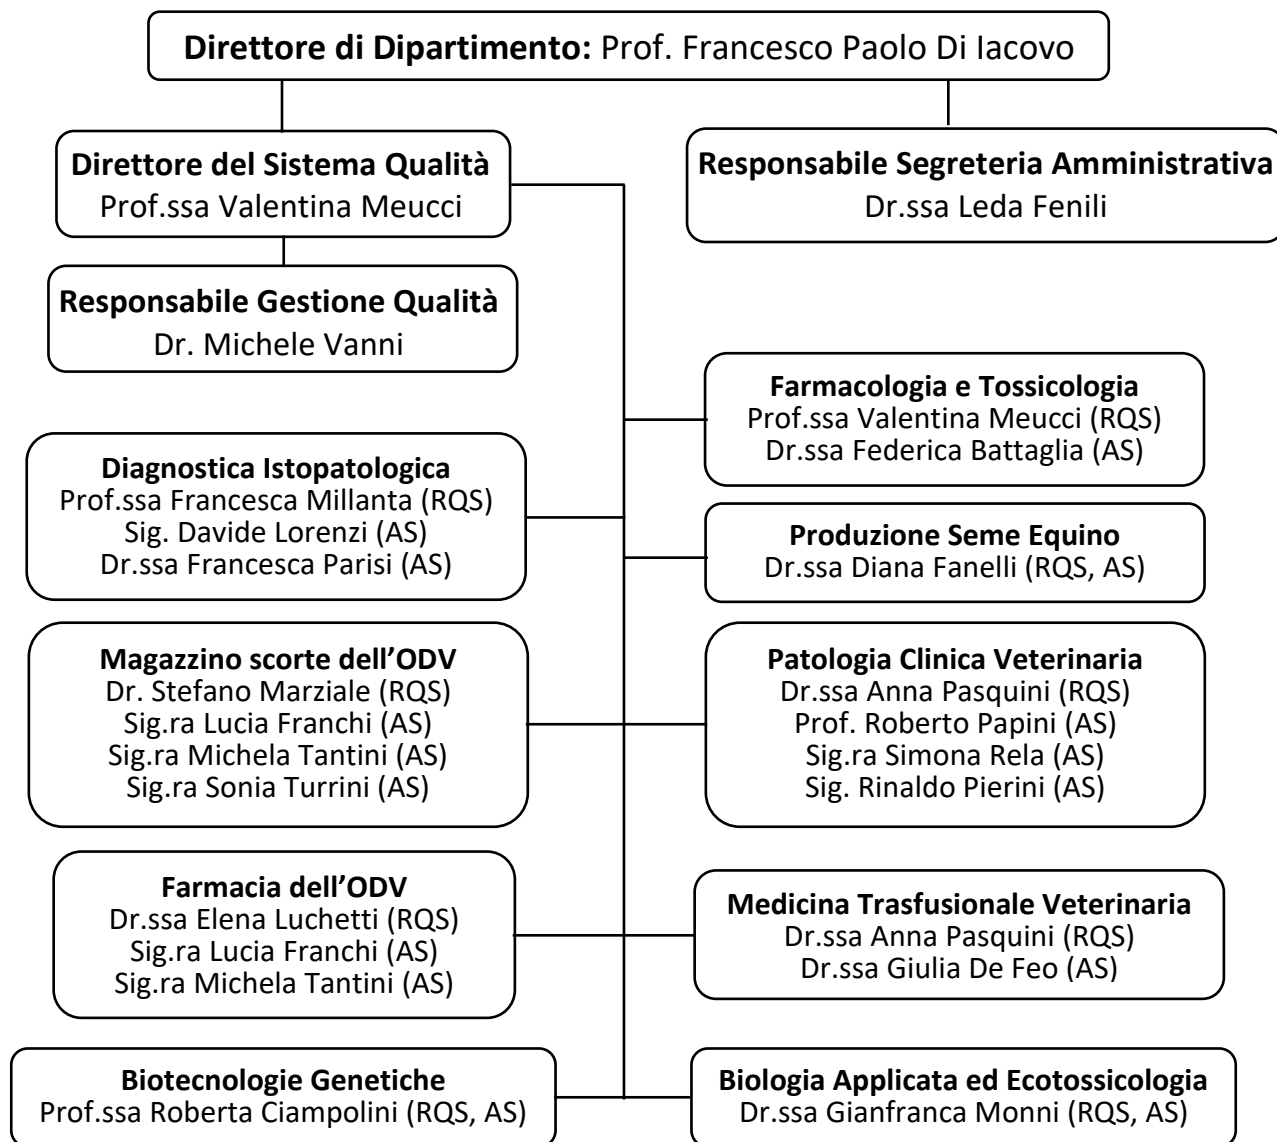 Direttore di Dipartimento: Prof. Francesco Paolo Di Iacovo
Direttore del Sistema Qualità
Prof.ssa Valentina Meucci
Responsabile Segreteria Amministrativa
Dr.ssa Leda Fenili
Responsabile Gestione Qualità
Dr. Michele Vanni
Farmacologia e Tossicologia
Prof.ssa Valentina Meucci (RQS)
Dr.ssa Federica Battaglia (AS)
Diagnostica Istopatologica
Prof.ssa Francesca Millanta (RQS)
Sig. Davide Lorenzi (AS)
Dr.ssa Francesca Parisi (AS)
Produzione Seme Equino
Dr.ssa Diana Fanelli (RQS, AS)
Magazzino scorte dell’ODV
Dr. Stefano Marziale (RQS)
Sig.ra Lucia Franchi (AS)
Sig.ra Michela Tantini (AS)
Sig.ra Sonia Turrini (AS)
Patologia Clinica Veterinaria
Dr.ssa Anna Pasquini (RQS)
Prof. Roberto Papini (AS)
Sig.ra Simona Rela (AS)
Sig. Rinaldo Pierini (AS)
Farmacia dell’ODV
Dr.ssa Elena Luchetti (RQS)
Sig.ra Lucia Franchi (AS)
Sig.ra Michela Tantini (AS)
Medicina Trasfusionale Veterinaria
Dr.ssa Anna Pasquini (RQS)
Dr.ssa Giulia De Feo (AS)
Biotecnologie Genetiche
Prof.ssa Roberta Ciampolini (RQS, AS)
Biologia Applicata ed Ecotossicologia
Dr.ssa Gianfranca Monni (RQS, AS)